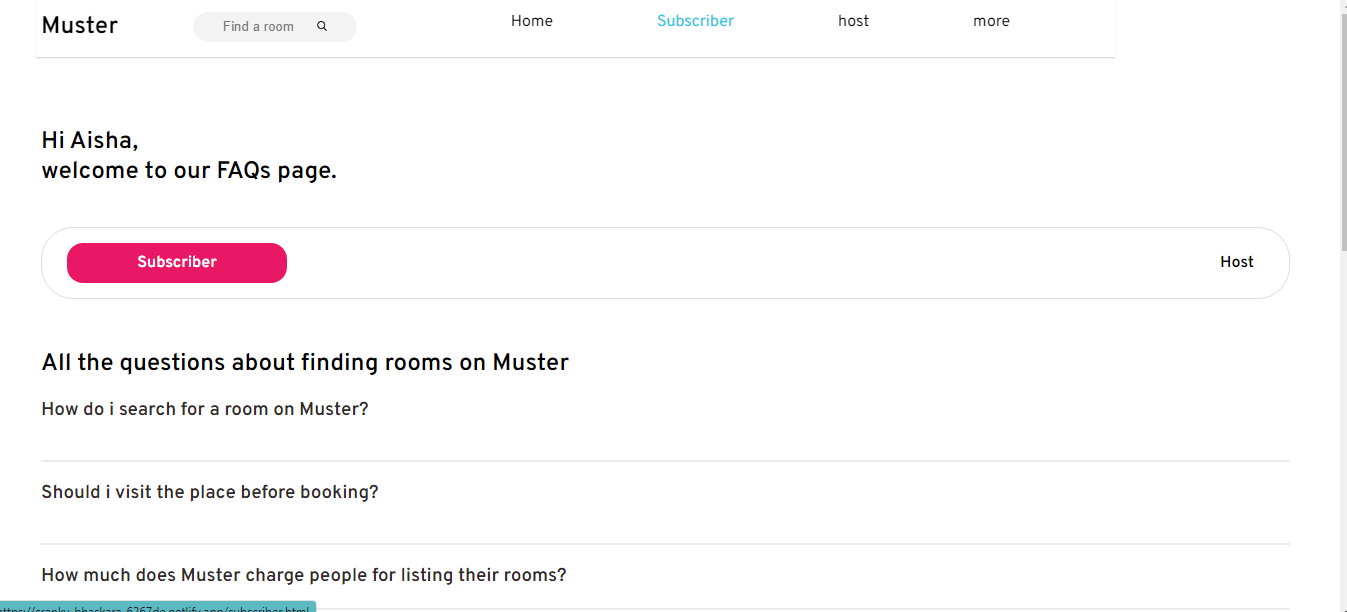 Muster
Find a room
Home
Subscriber
host
more
Hi Aisha,
welcome to our FAQs page.
Subscriber
Host
All the questions about finding rooms on Muster
How do i search for a room on Muster?
Should i visit the place before booking?
How much does Muster charge people for listing their rooms?